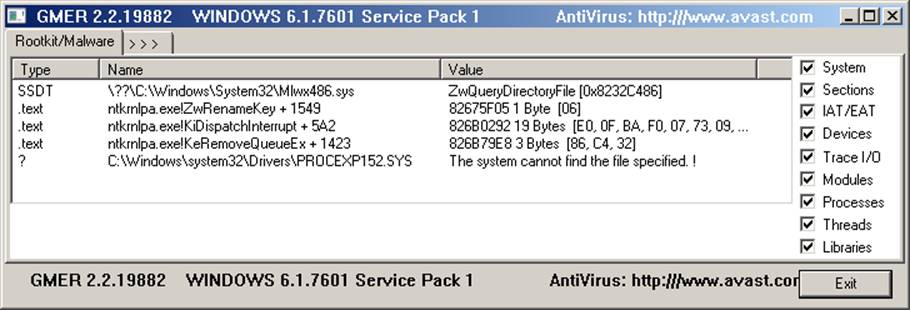 GMER 2.2.19882 WINDOWS 6.1.7601 Service Pack 1 AntiVirus: http:///www.avast.com
Rootkit/Malware > > >
Type Name Value
SSDT \??\C:\Windows\System32\Mlwx486.sys ZwQueryDirectoryFile [0x8232C486]
.text ntkrnlpa.exe!ZwRenameKey + 1549 82675F05 1 Byte [06]
.text ntkrnlpa.exe!KiDispatchInterrupt + 5A2 826B0292 19 Bytes [E0, 0F, BA, F0, 07, 73, 09, ...
.text ntkrnlpa.exe!KeRemoveQueueEx + 1423 826B79E8 3 Bytes [86, C4, 32]
? C:\Windows\system32\Drivers\PROCEXP152.SYS The system cannot find the file specified. !
System
Sections
IAT/EAT
Devices
Trace I/O
Modules
Processes
Threads
Libraries
GMER 2.2.19882 WINDOWS 6.1.7601 Service Pack 1 AntiVirus: http:///www.avast.com Exit